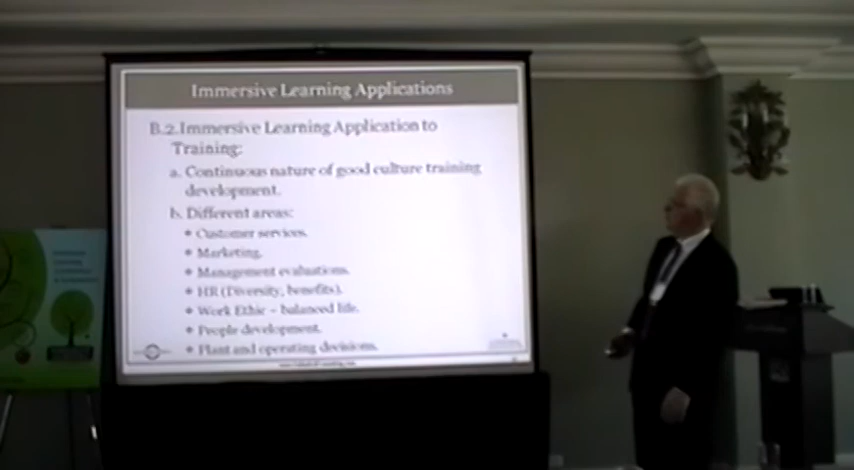 Immersive Learning Applications
B.2. Immersive Learning Application to
Training:
a. Continuous nature of good culture training
development.
b. Different areas:
Customer services.
Marketing.
Management evaluations.
HR (Diversity, benefits).
Work Ethic – balanced life.
People development.
Plant and operating decisions.